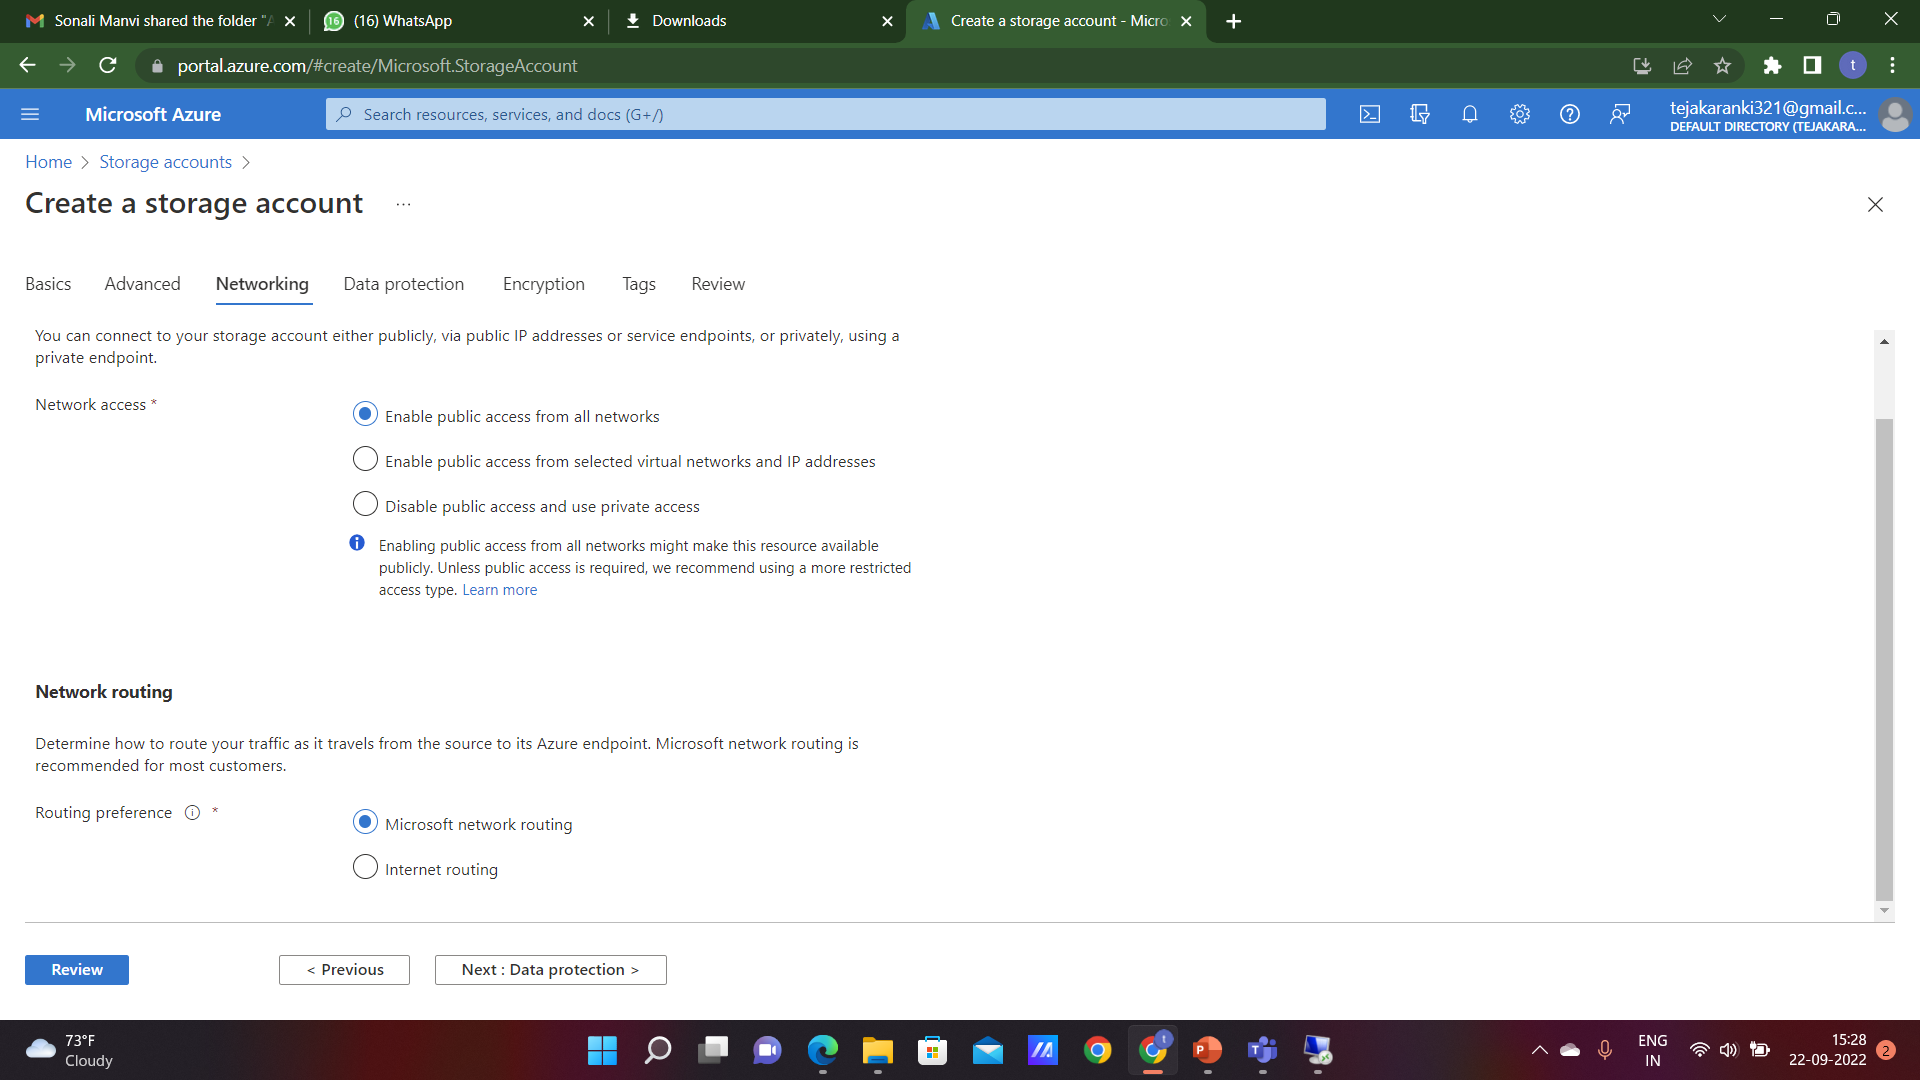 Sonali Manvi shared the folder "A
(16) WhatsApp
Downloads
Create a storage account - Micro
portal.azure.com/#create/Microsoft.StorageAccount
t
Microsoft Azure
Search resources, services, and docs (G+/)
tejakaranki321@gmail.c...
DEFAULT DIRECTORY (TEJAKARA...
Home > Storage accounts >
Create a storage account ...
Basics Advanced Networking Data protection Encryption Tags Review
You can connect to your storage account either publicly, via public IP addresses or service endpoints, or privately, using a
private endpoint.
Network access *
Enable public access from all networks
Enable public access from selected virtual networks and IP addresses
Disable public access and use private access
Enabling public access from all networks might make this resource available
publicly. Unless public access is required, we recommend using a more restricted
access type. Learn more
Network routing
Determine how to route your traffic as it travels from the source to its Azure endpoint. Microsoft network routing is
recommended for most customers.
Routing preference *
Microsoft network routing
Internet routing
Review
< Previous
Next : Data protection >
73°F
Cloudy
ENG
IN
15:28
22-09-2022
2